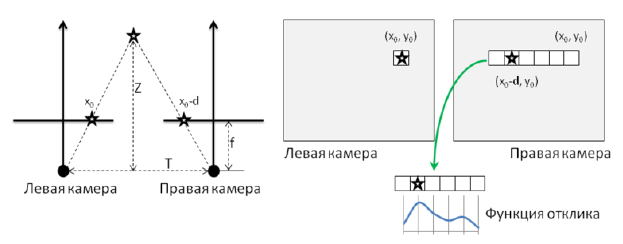 x₀
x₀-d
Z
f
T
Левая камера
Правая камера
(x₀, y₀)
(x₀, y₀)
(x₀-d, y₀)
Левая камера
Правая камера
Функция отклика